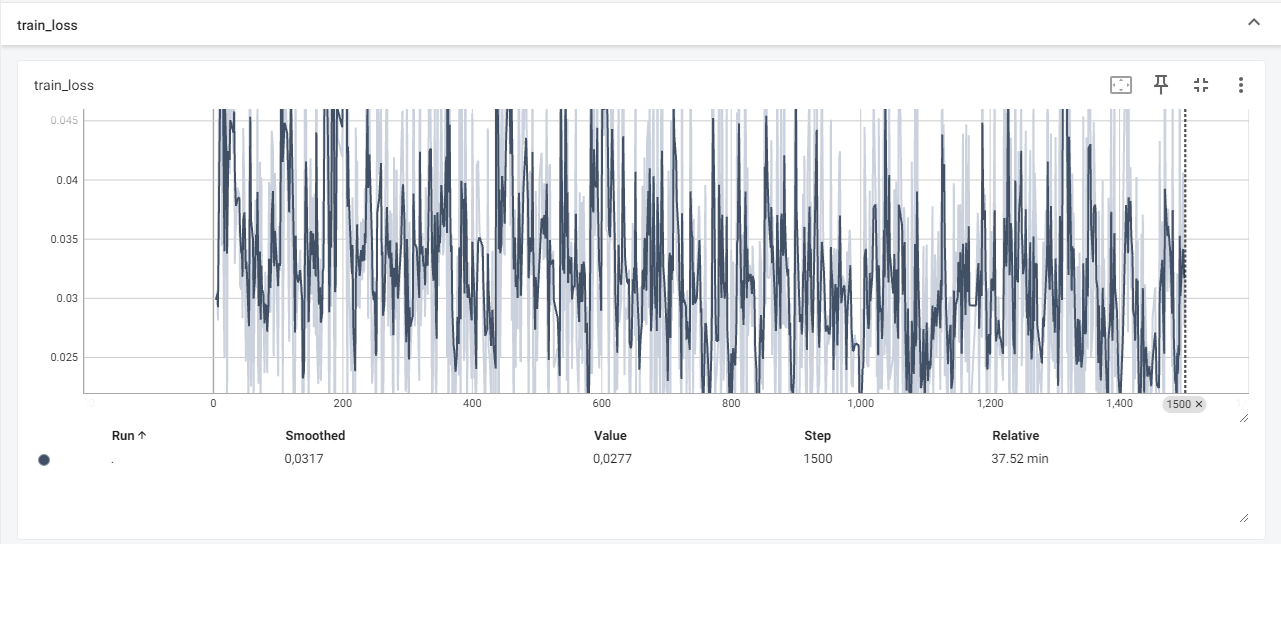 train_loss
train_loss
0.045
0.04
0.035
0.03
0.025
0 200 400 600 800 1,000 1,200 1,400 1500 ×
Run ↑ Smoothed Value Step Relative
. 0,0317 0,0277 1500 37.52 min